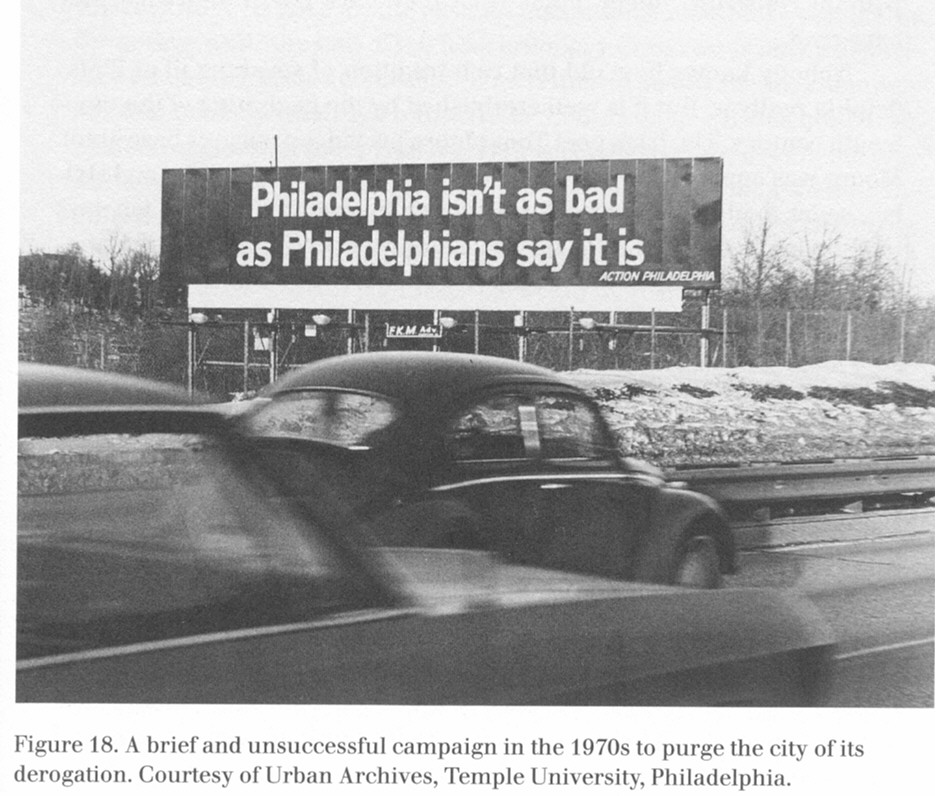 Philadelphia isn't as bad
as Philadelphians say it is
ACTION PHILADELPHIA
F.K.M. Adv.
Figure 18. A brief and unsuccessful campaign in the 1970s to purge the city of its
derogation. Courtesy of Urban Archives, Temple University, Philadelphia.